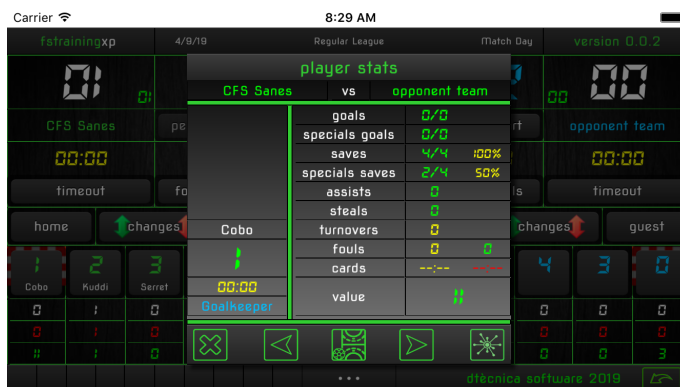 Carrier 8:29 AM
fstrainingxp 4/9/19 Regular League Match Day version 0.0.2
player stats
CFS Sanes vs opponent team
01 01 00 00
CFS Sanes opponent team
00:00 00:00
timeout timeout
home changes changes guest
goals 0/0
specials goals 0/0
saves 4/4 100%
specials saves 2/4 50%
assists 0
steals 0
Cobo turnovers 0
1 fouls 0 0
cards --:-- --:--
00:00
Goalkeeper value 11
1 2 3 4 3 0
Cobo Kuddi Serret
0 1 0 0 0 0
0 1 0 0 0 0
11 1 0 0 0 3
dtècnica software 2019